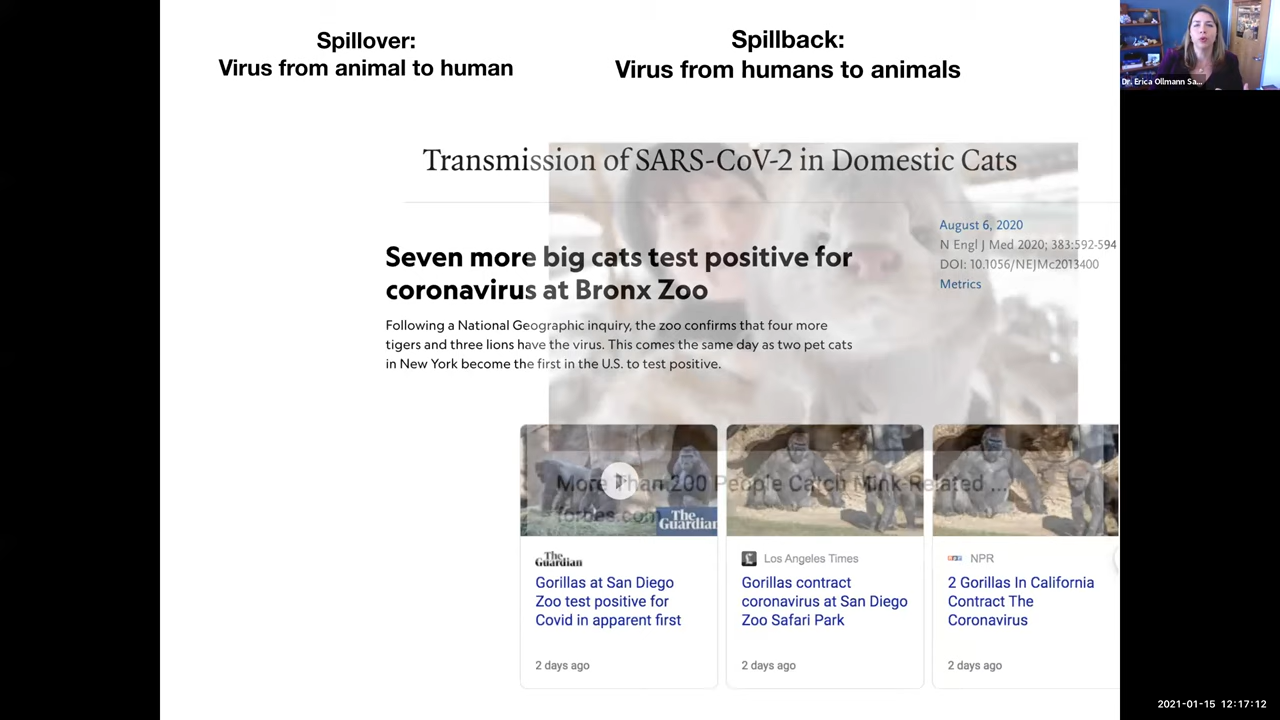 Spillover:
Virus from animal to human
Spillback:
Virus from humans to animals
Dr. Erica Ollmann Sa...
Transmission of SARS-CoV-2 in Domestic Cats
August 6, 2020
N Engl J Med 2020; 383:592-594
DOI: 10.1056/NEJMc2013400
Metrics
Seven more big cats test positive for
coronavirus at Bronx Zoo
Following a National Geographic inquiry, the zoo confirms that four more
tigers and three lions have the virus. This comes the same day as two pet cats
in New York become the first in the U.S. to test positive.
More Than 200 People Catch Mink-Related ...
forbes.com
The
Guardian
The
Guardian
Gorillas at San Diego
Zoo test positive for
Covid in apparent first
2 days ago
Los Angeles Times
Gorillas contract
coronavirus at San Diego
Zoo Safari Park
2 days ago
NPR
2 Gorillas In California
Contract The
Coronavirus
2 days ago
2021-01-15 12:17:12